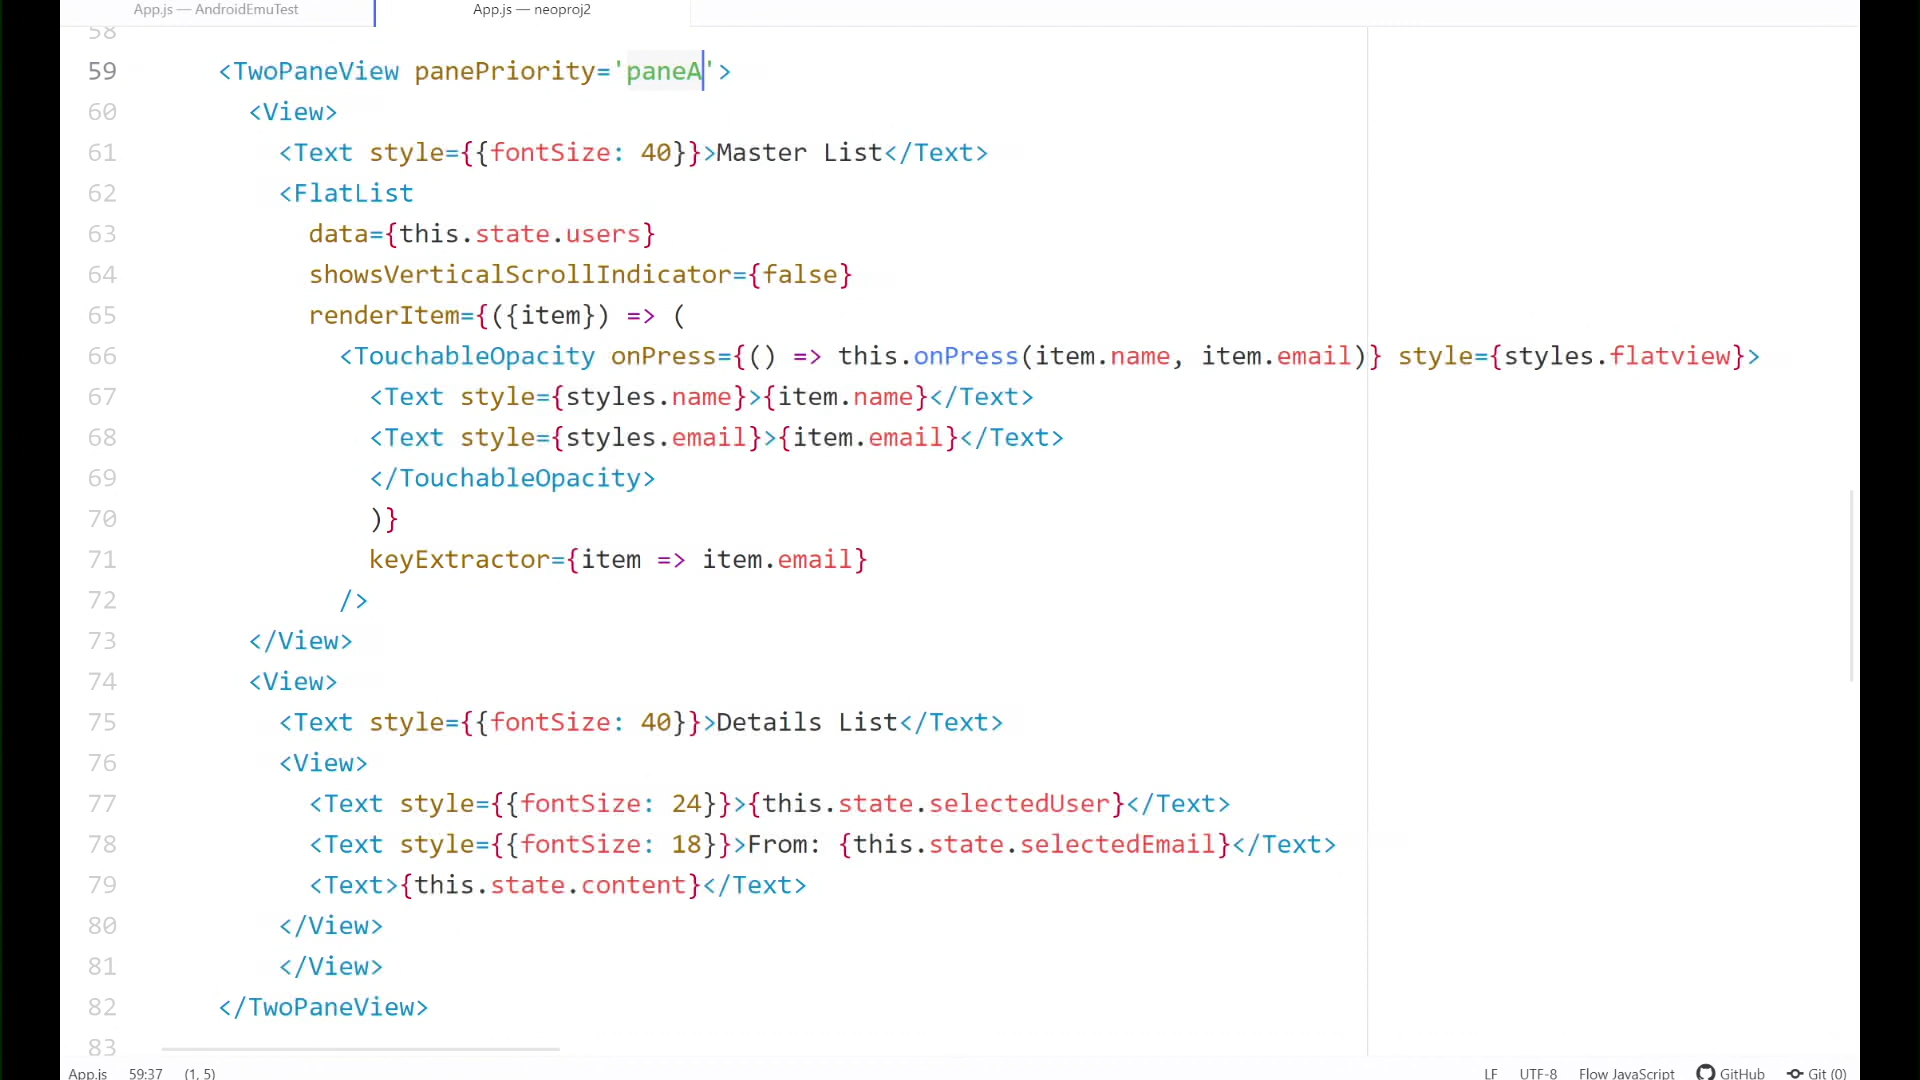 App.js — AndroidEmuTest
App.js — neoproj2
58
59 <TwoPaneView panePriority='paneA'>
60 <View>
61 <Text style={{fontSize: 40}}>Master List</Text>
62 <FlatList
63 data={this.state.users}
64 showsVerticalScrollIndicator={false}
65 renderItem={({item}) => (
66 <TouchableOpacity onPress={() => this.onPress(item.name, item.email)} style={styles.flatview}>
67 <Text style={styles.name}>{item.name}</Text>
68 <Text style={styles.email}>{item.email}</Text>
69 </TouchableOpacity>
70 )}
71 keyExtractor={item => item.email}
72 />
73 </View>
74 <View>
75 <Text style={{fontSize: 40}}>Details List</Text>
76 <View>
77 <Text style={{fontSize: 24}}>{this.state.selectedUser}</Text>
78 <Text style={{fontSize: 18}}>From: {this.state.selectedEmail}</Text>
79 <Text>{this.state.content}</Text>
80 </View>
81 </View>
82 </TwoPaneView>
83
App.js 59:37 (1, 5) LF UTF-8 Flow JavaScript GitHub Git (0)